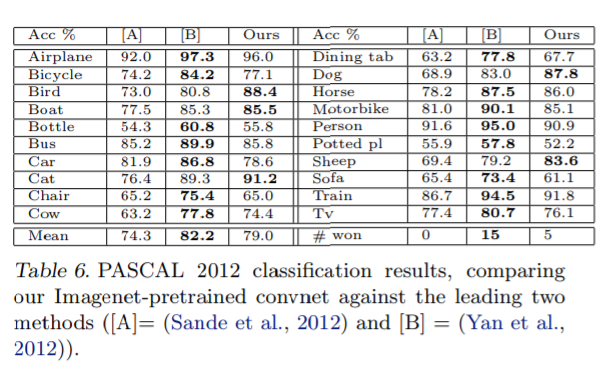 Acc % [A] [B] Ours Acc % [A] [B] Ours
Airplane 92.0 97.3 96.0 Dining tab 63.2 77.8 67.7
Bicycle 74.2 84.2 77.1 Dog 68.9 83.0 87.8
Bird 73.0 80.8 88.4 Horse 78.2 87.5 86.0
Boat 77.5 85.3 85.5 Motorbike 81.0 90.1 85.1
Bottle 54.3 60.8 55.8 Person 91.6 95.0 90.9
Bus 85.2 89.9 85.8 Potted pl 55.9 57.8 52.2
Car 81.9 86.8 78.6 Sheep 69.4 79.2 83.6
Cat 76.4 89.3 91.2 Sofa 65.4 73.4 61.1
Chair 65.2 75.4 65.0 Train 86.7 94.5 91.8
Cow 63.2 77.8 74.4 Tv 77.4 80.7 76.1
Mean 74.3 82.2 79.0 # won 0 15 5
Table 6. PASCAL 2012 classification results, comparing
our Imagenet-pretrained convnet against the leading two
methods ([A]= (Sande et al., 2012) and [B] = (Yan et al.,
2012)).